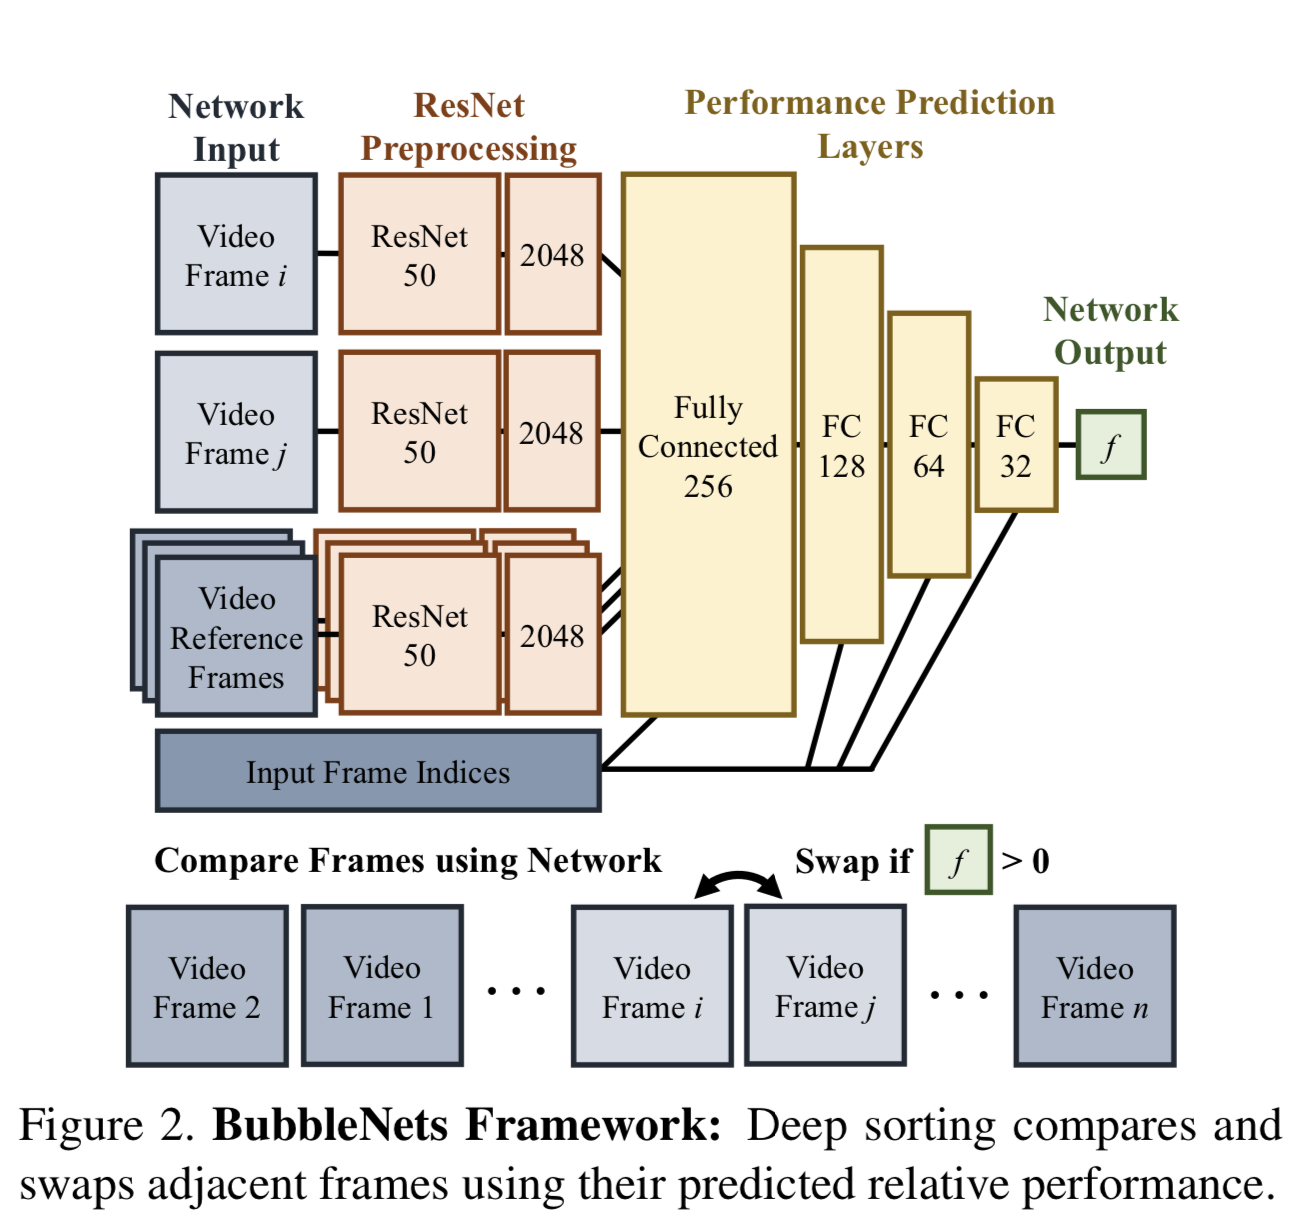 Network
Input
ResNet
Preprocessing
Performance Prediction
Layers
Video
Frame i
ResNet
50
2048
Video
Frame j
ResNet
50
2048
Video
Reference
Frames
ResNet
50
2048
Fully
Connected
256
FC
128
FC
64
FC
32
Network
Output
f
Input Frame Indices
Compare Frames using Network
Swap if f > 0
Video
Frame 2
Video
Frame 1
...
Video
Frame i
Video
Frame j
...
Video
Frame n
Figure 2. BubbleNets Framework: Deep sorting compares and
swaps adjacent frames using their predicted relative performance.